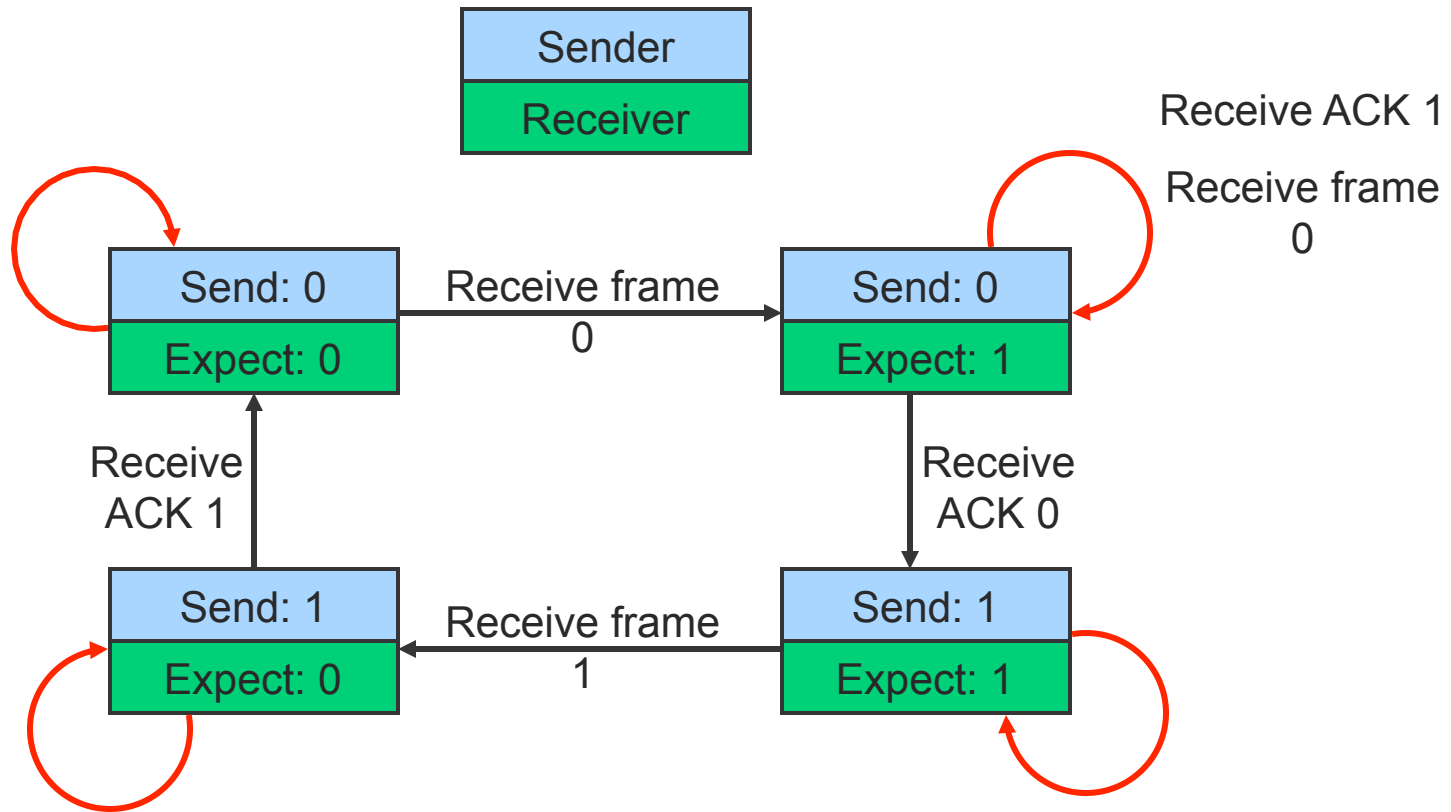 Sender
Receiver
Receive ACK 1
Receive frame
0
Send: 0
Expect: 0
Receive frame
0
Send: 0
Expect: 1
Receive
ACK 1
Receive
ACK 0
Send: 1
Expect: 0
Receive frame
1
Send: 1
Expect: 1